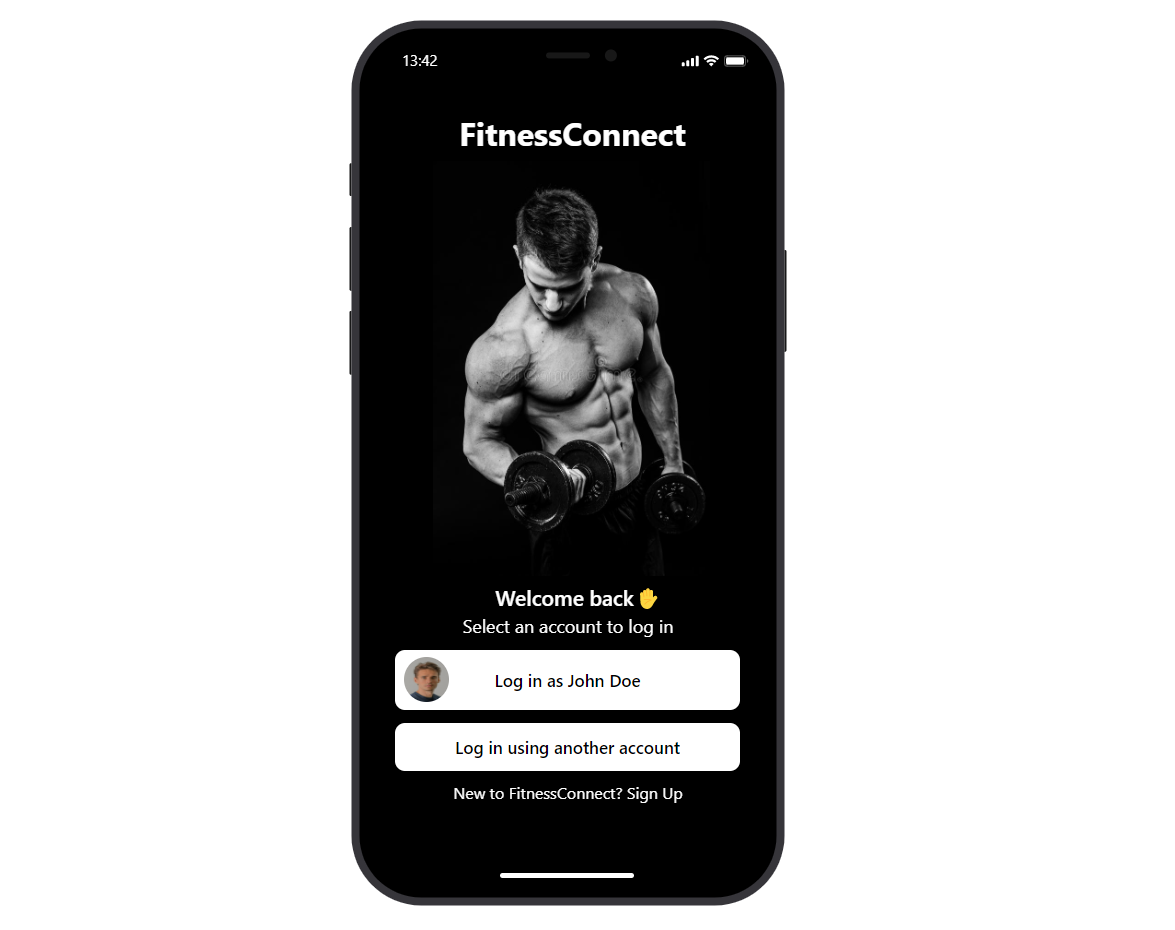 13:42
FitnessConnect
Welcome back ✋
Select an account to log in
Log in as John Doe
Log in using another account
New to FitnessConnect? Sign Up